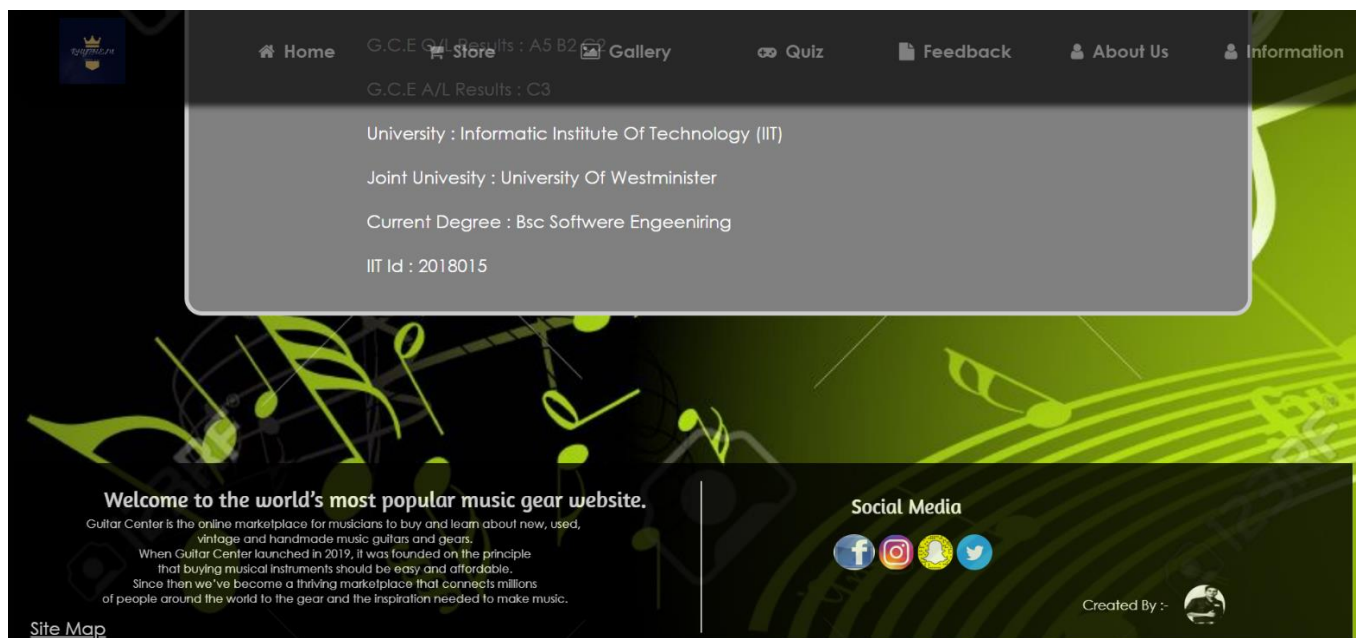 Home Store Gallery Quiz Feedback About Us Information
G.C.E O/L Results : A5 B2 C2
G.C.E A/L Results : C3
University : Informatic Institute Of Technology (IIT)
Joint Univesity : University Of Westminister
Current Degree : Bsc Softwere Engeeniring
IIT Id : 2018015
Welcome to the world's most popular music gear website.
Guitar Center is the online marketplace for musicians to buy and learn about new, used,
vintage and handmade music guitars and gears.
When Guitar Center launched in 2019, it was founded on the principle
that buying musical instruments should be easy and affordable.
Since then we've become a thriving marketplace that connects millions
of people around the world to the gear and the inspiration needed to make music.
Site Map
Social Media
Created By :-
123RF